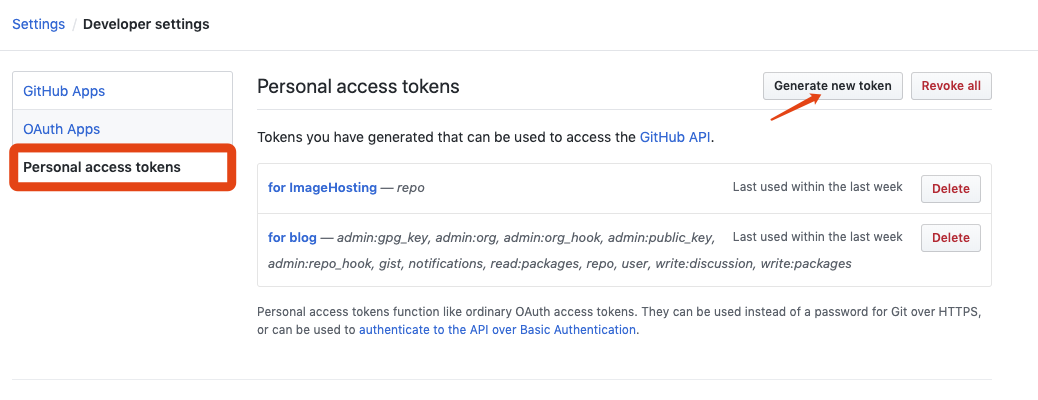 Settings / Developer settings
GitHub Apps
OAuth Apps
Personal access tokens
Personal access tokens
Generate new token
Revoke all
Tokens you have generated that can be used to access the GitHub API.
for ImageHosting — repo
Last used within the last week
Delete
for blog — admin:gpg_key, admin:org, admin:org_hook, admin:public_key,
admin:repo_hook, gist, notifications, read:packages, repo, user, write:discussion, write:packages
Last used within the last week
Delete
Personal access tokens function like ordinary OAuth access tokens. They can be used instead of a password for Git over HTTPS,
or can be used to authenticate to the API over Basic Authentication.